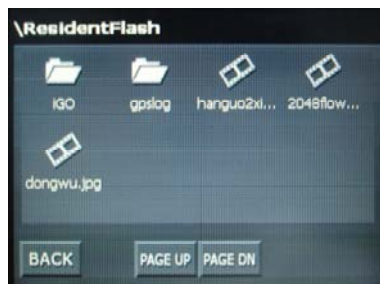 \ResidentFlash
iGO gpslog hanguo2xi... 2048flow...
dongwu.jpg
BACK PAGE UP PAGE DN